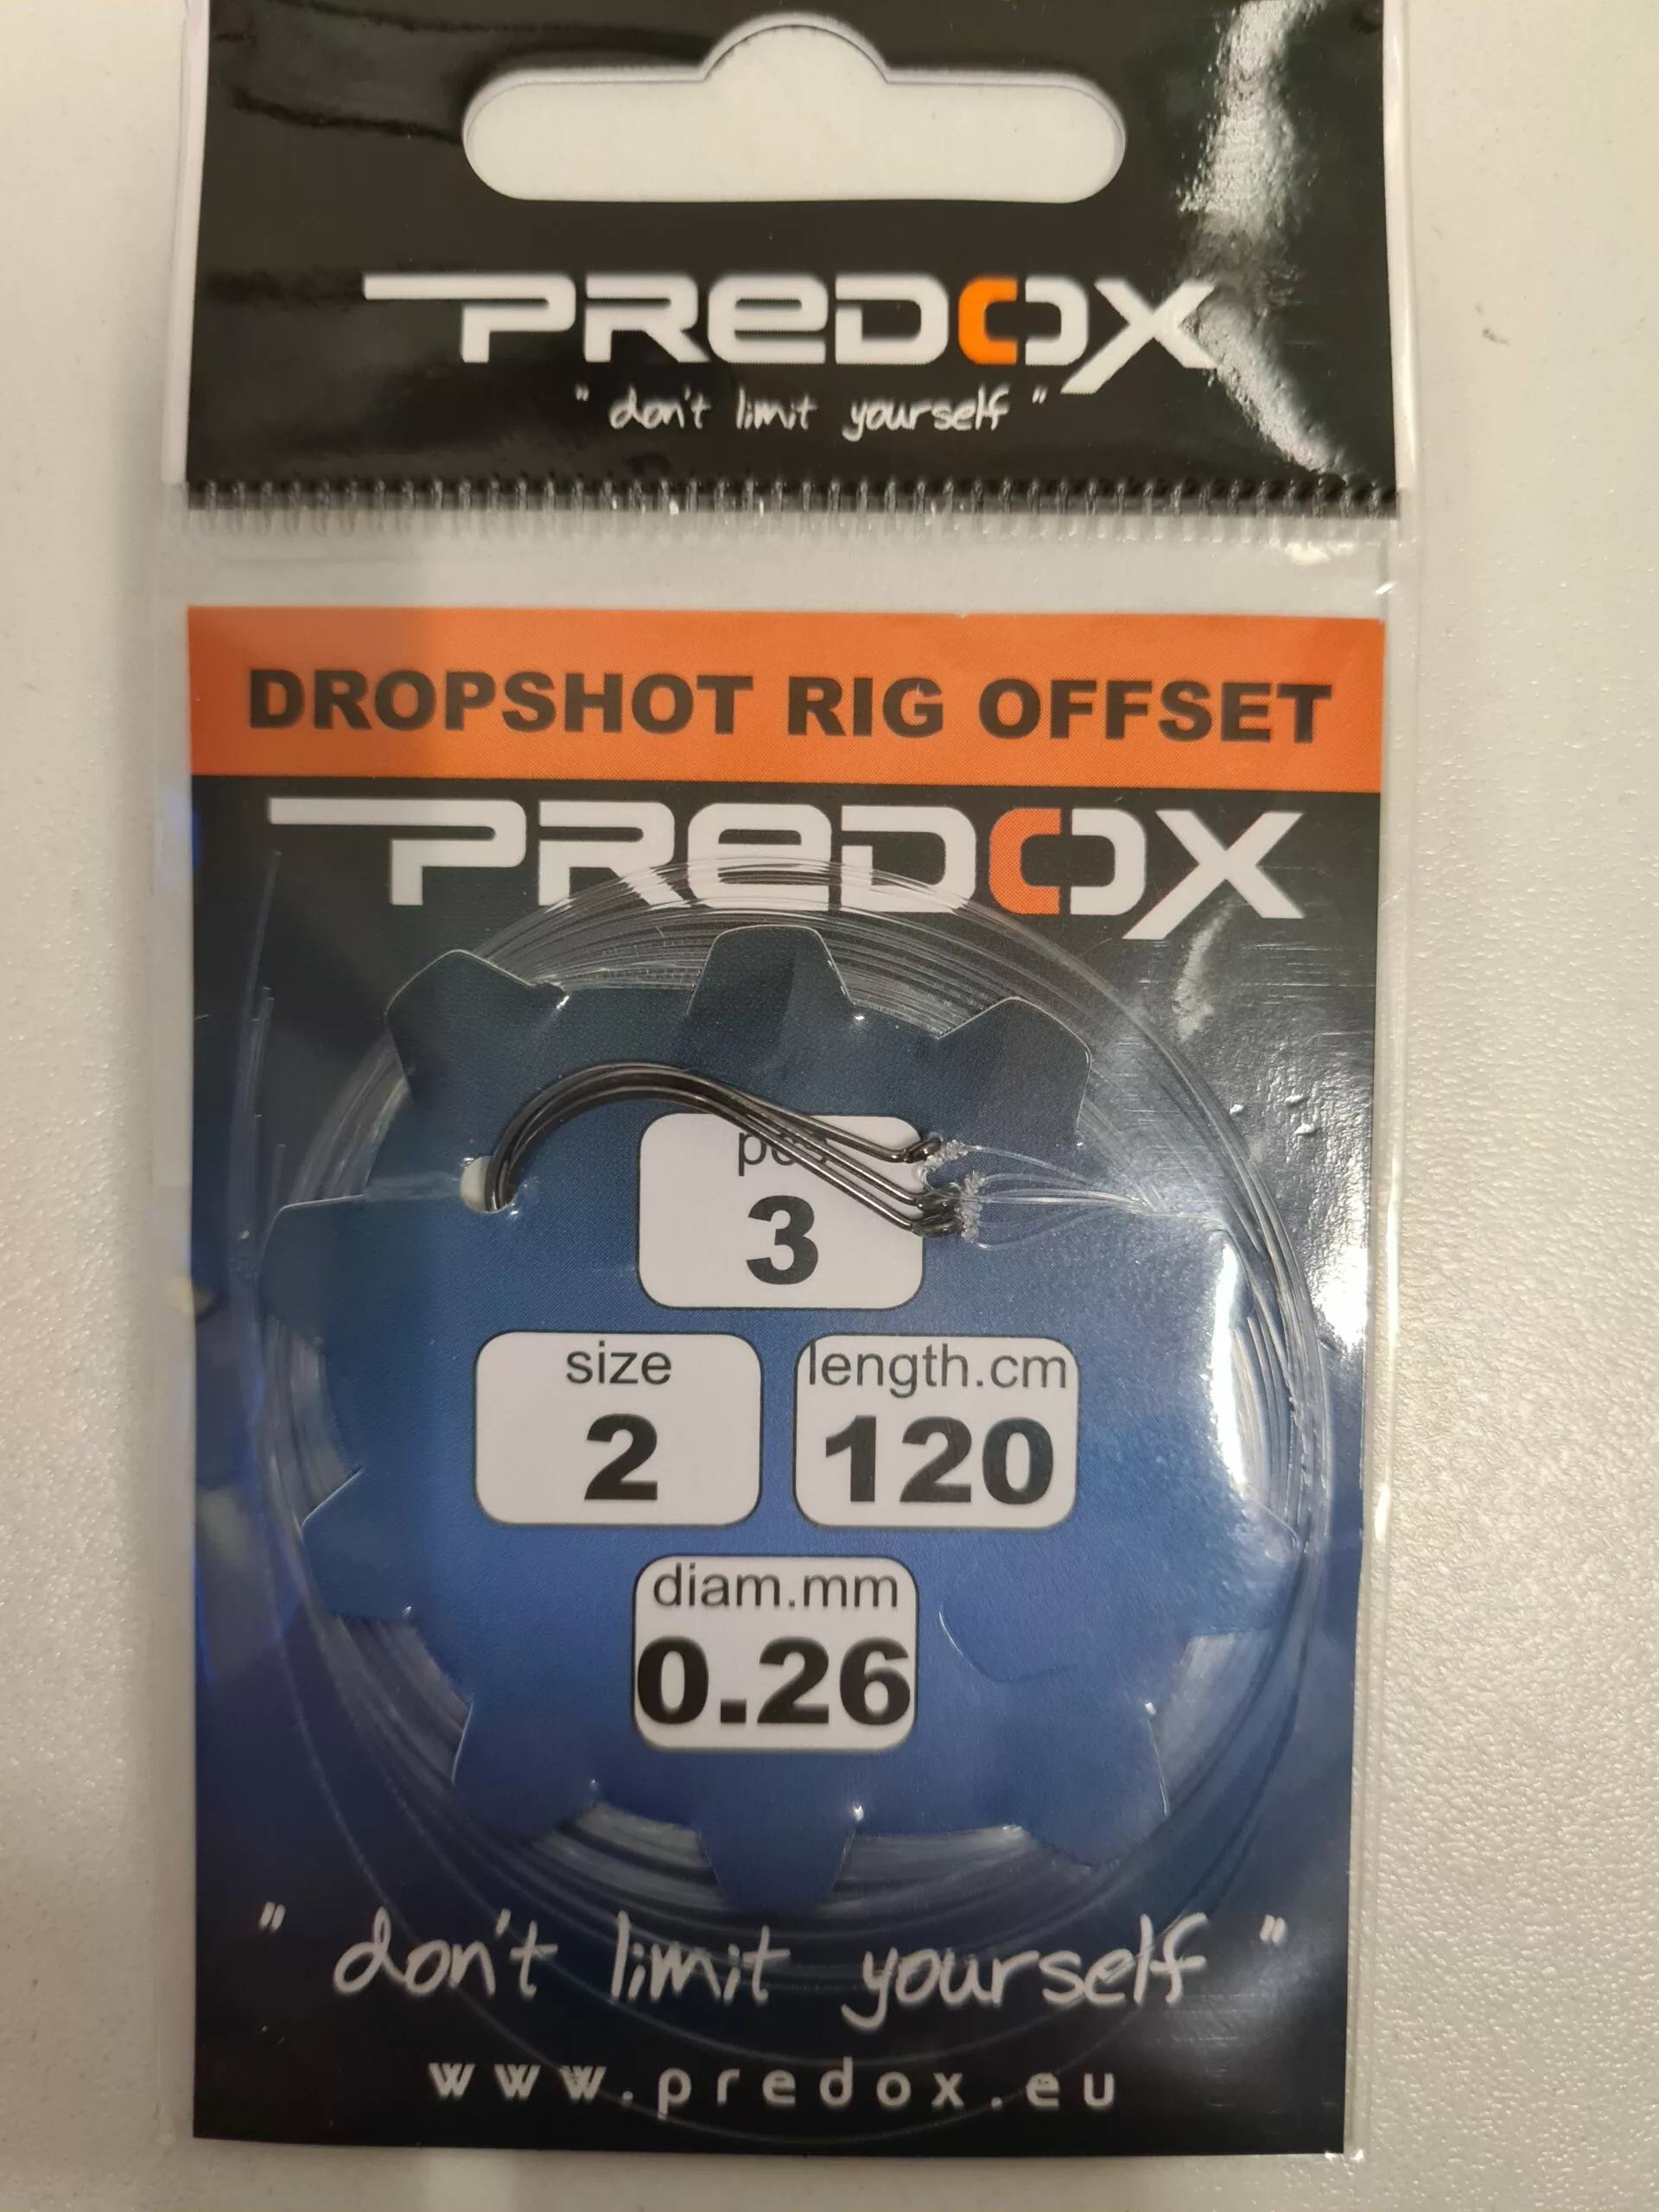 PREDOX
" don't limit yourself "
DROPSHOT RIG OFFSET
PREDOX
pcs
3
size
2
length.cm
120
diam.mm
0.26
" don't limit yourself "
www.predox.eu